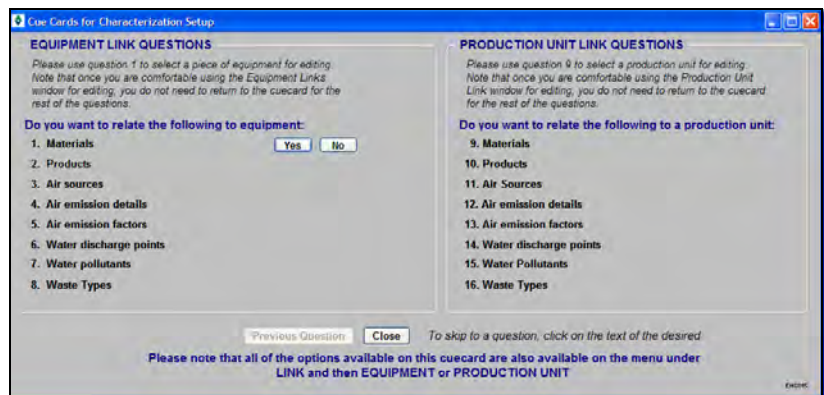 Cue Cards for Characterization Setup
EQUIPMENT LINK QUESTIONS
Please use question 1 to select a piece of equipment for editing.
Note that once you are comfortable using the Equipment Links
window for editing, you do not need to return to the cuecard for the
rest of the questions.
Do you want to relate the following to equipment:
1. Materials
Yes No
2. Products
3. Air sources
4. Air emission details
5. Air emission factors
6. Water discharge points
7. Water pollutants
8. Waste Types
PRODUCTION UNIT LINK QUESTIONS
Please use question 9 to select a production unit for editing.
Note that once you are comfortable using the Production Unit
Link window for editing, you do not need to return to the cuecard
for the rest of the questions.
Do you want to relate the following to a production unit:
9. Materials
10. Products
11. Air Sources
12. Air emission details
13. Air emission factors
14. Water discharge points
15. Water Pollutants
16. Waste Types
Previous Question Close To skip to a question, click on the text of the desired
Please note that all of the options available on this cuecard are also available on the menu under
LINK and then EQUIPMENT or PRODUCTION UNIT